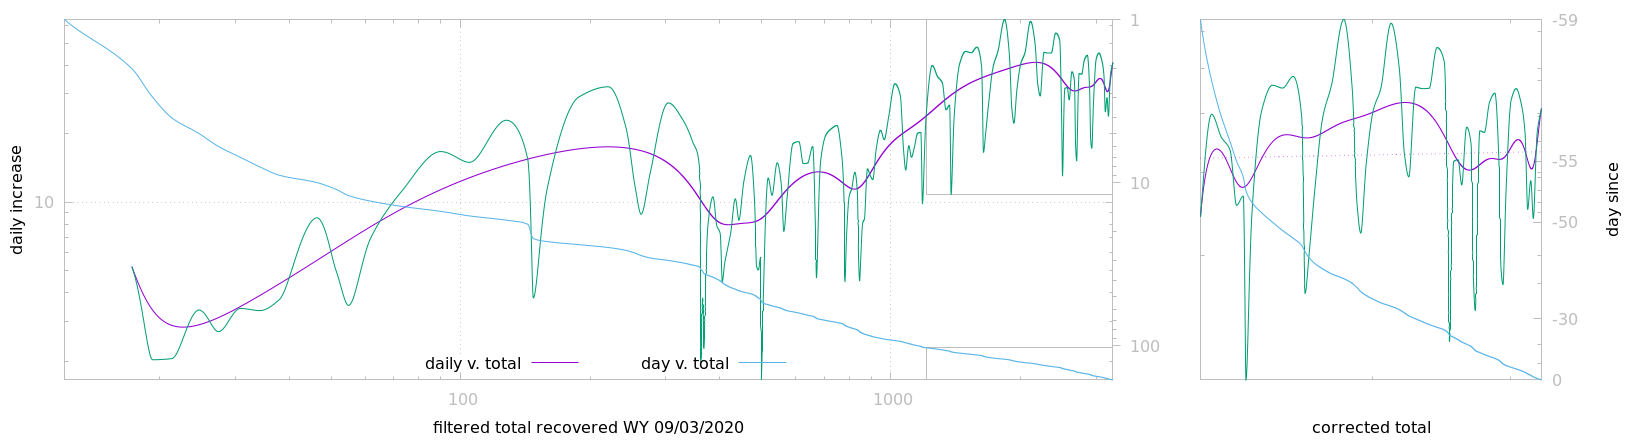 1
-59
daily increase
10
10
-55
-50
day since
-30
daily v. total
day v. total
100
0
100
1000
filtered total recovered WY 09/03/2020
corrected total